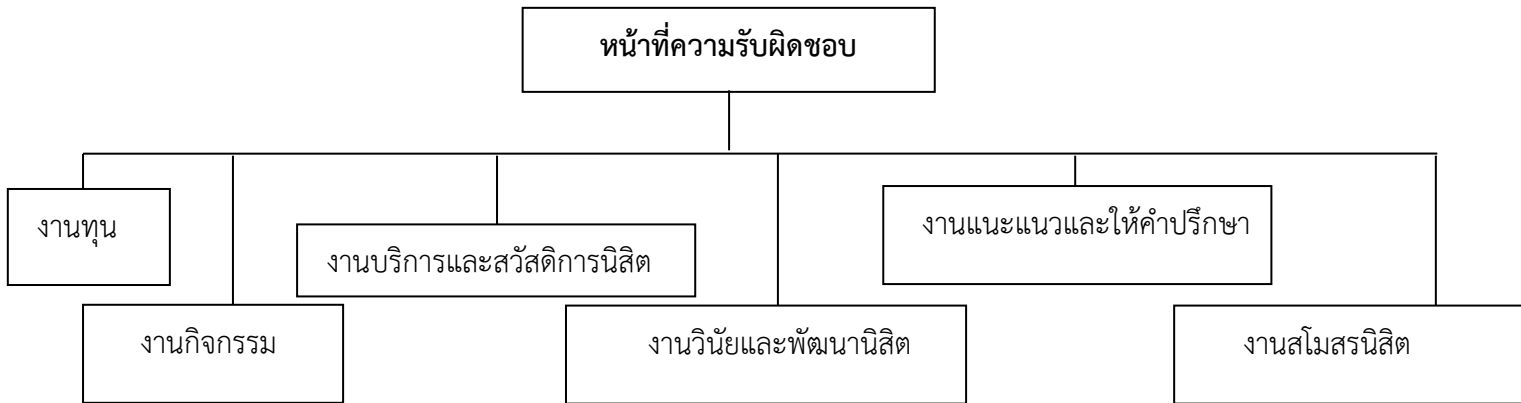 หน้าที่ความรับผิดชอบ
งานทุน
งานกิจกรรม
งานบริการและสวัสดิการนิสิต
งานวินัยและพัฒนานิสิต
งานแนะแนวและให้คำปรึกษา
งานสโมสรนิสิต